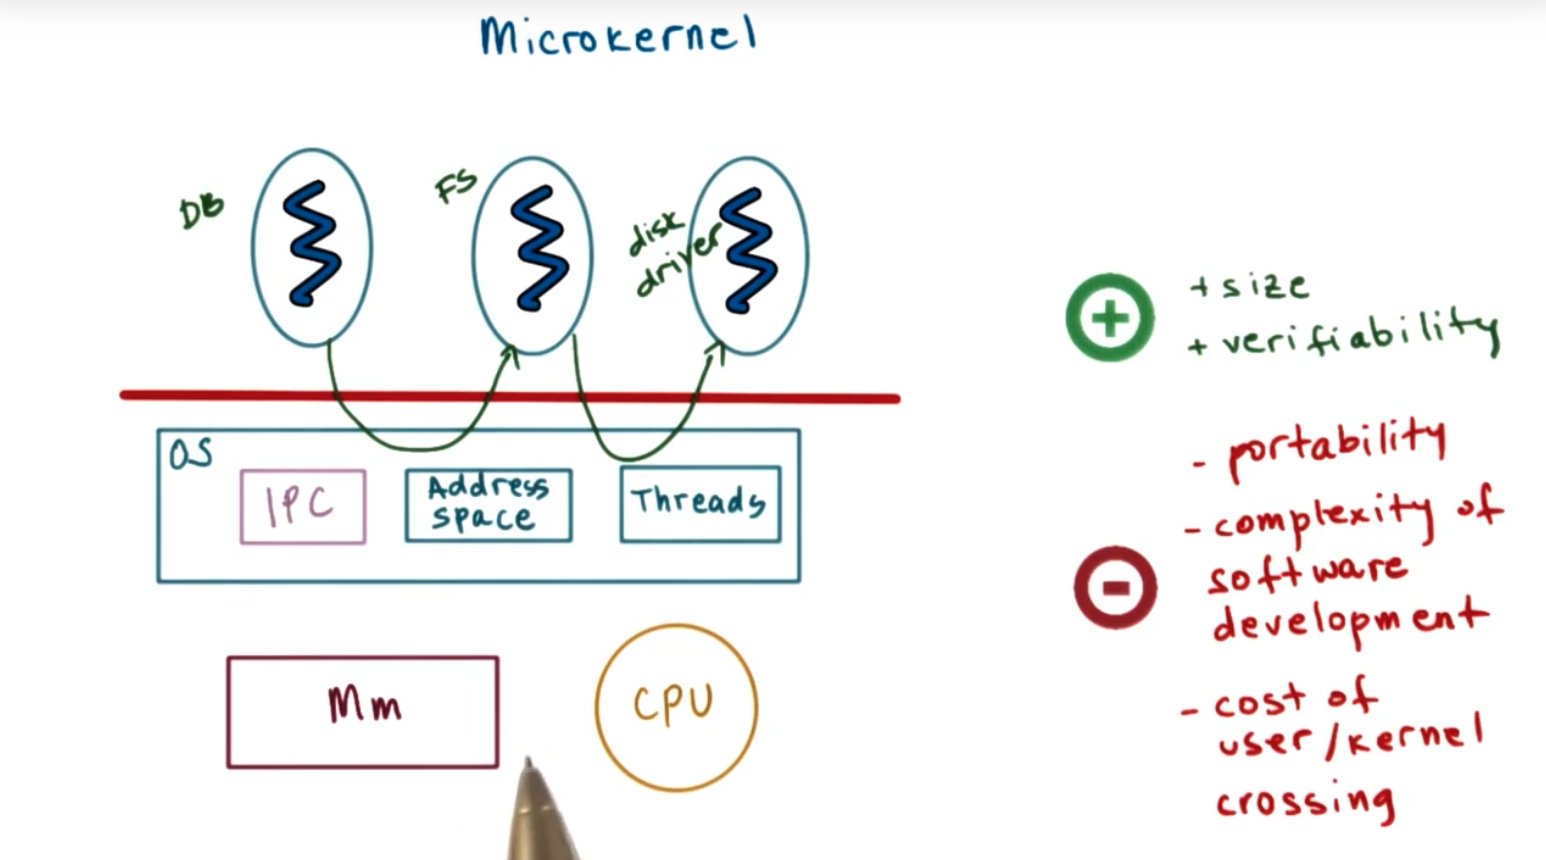 Microkernel
DB
FS
disk
driver
OS
IPC
Address
space
Threads
Mm
CPU
+ size
+ verifiability
- portability
- complexity of
software
development
- cost of
user/kernel
crossing